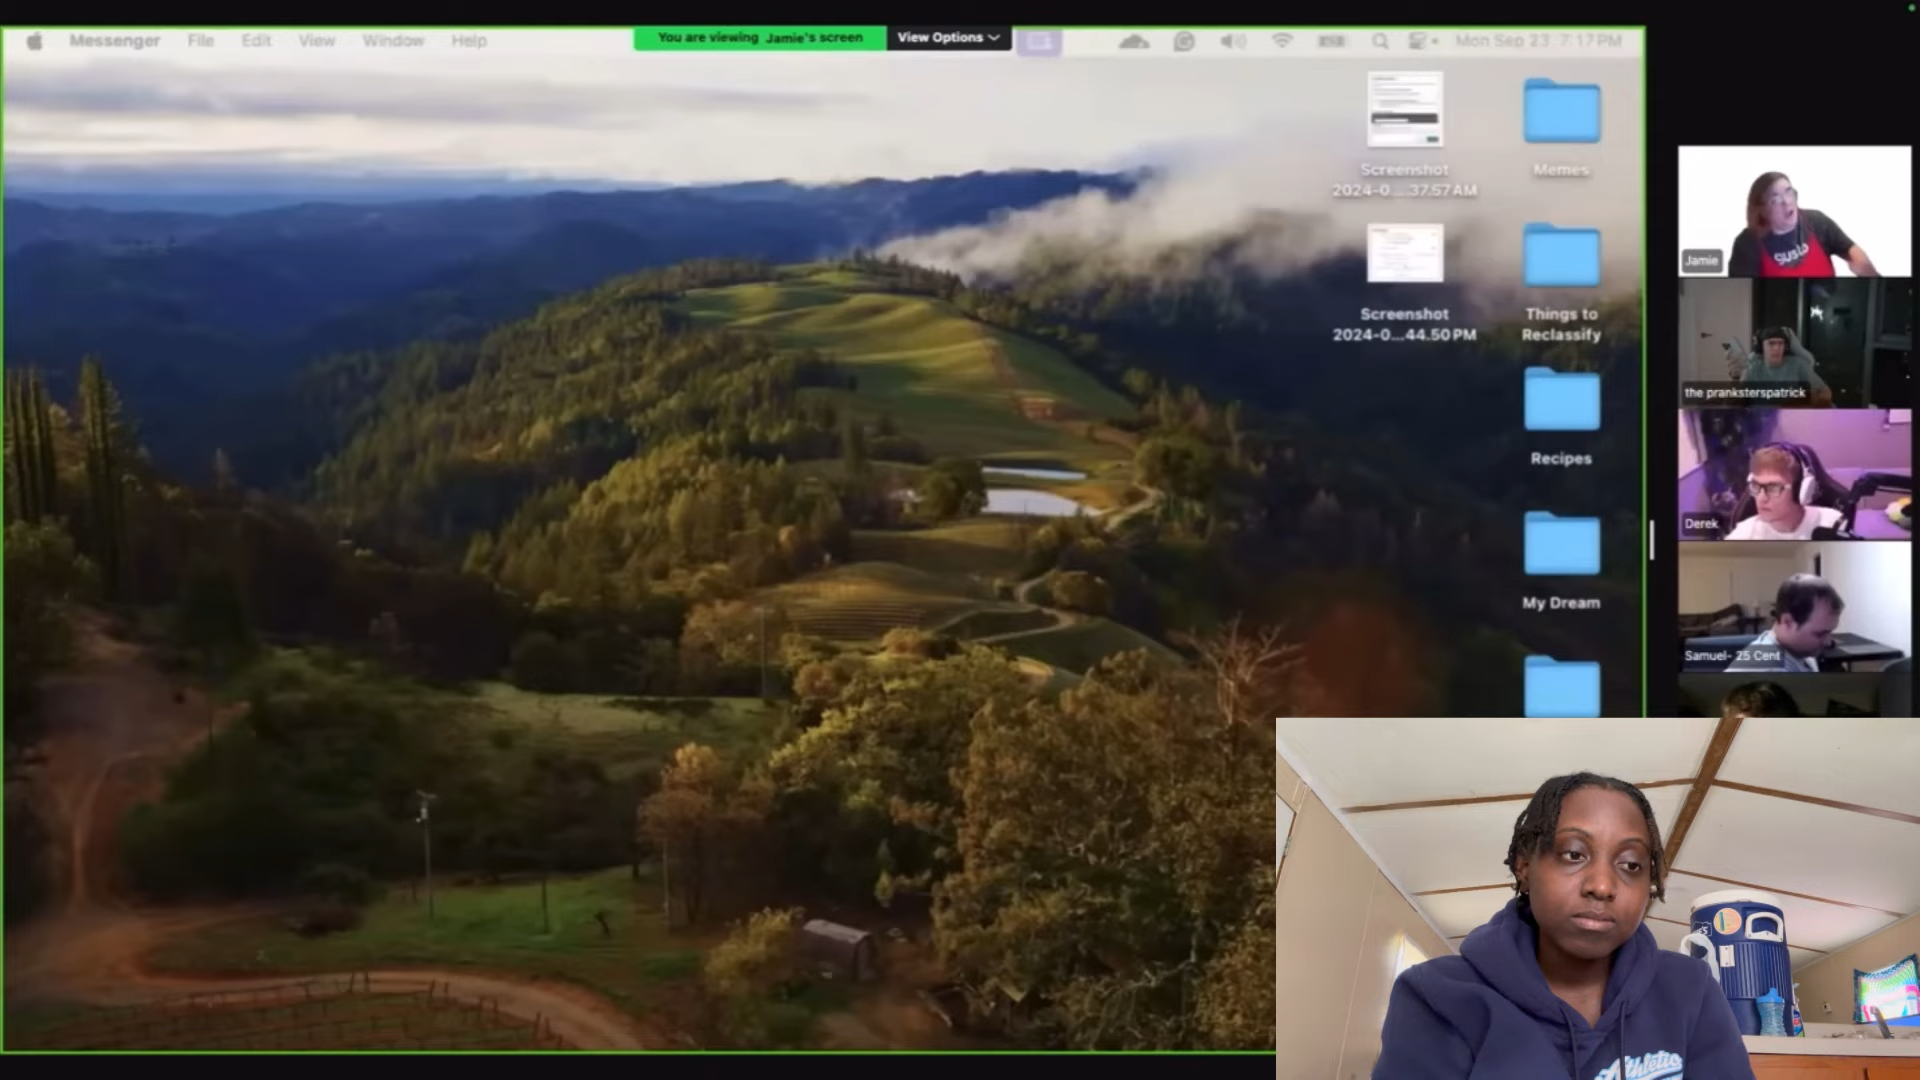 Messenger File Edit View Window Help
You are viewing Jamie's screen
View Options
Mon Sep 23 7:17 PM
Screenshot
2024-0....37.57 AM
Memes
Screenshot
2024-0...44.50 PM
Things to
Reclassify
Recipes
My Dream
gusto
Jamie
the pranksterspatrick
Derek
Samuel- 25 Cent
Athletic